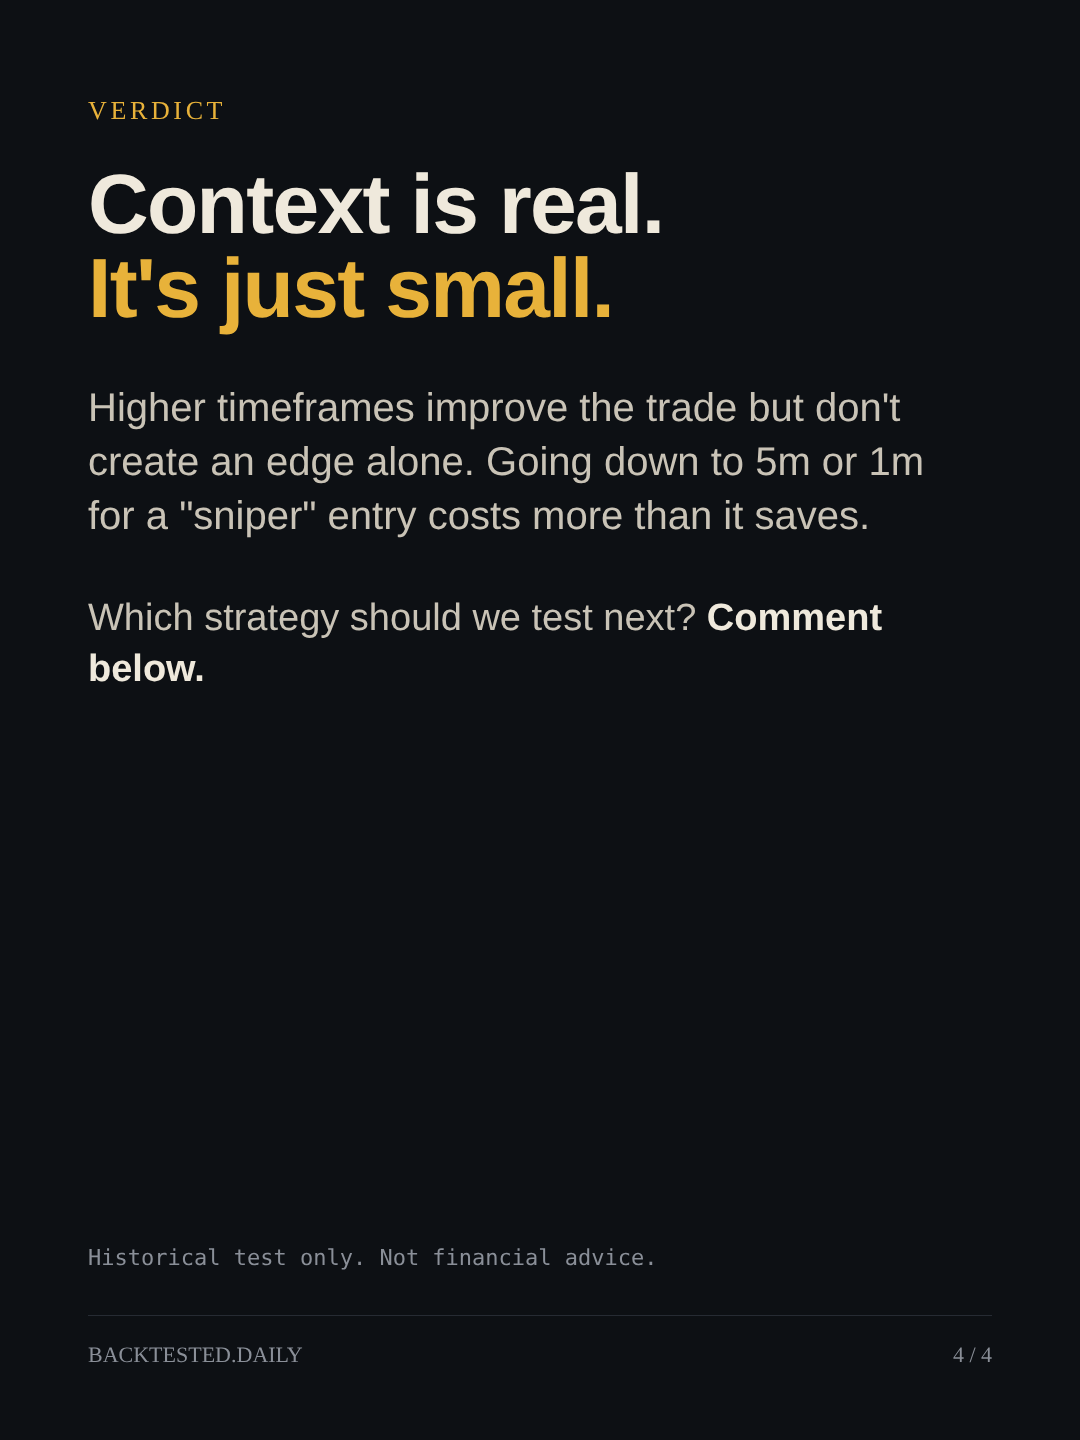 VERDICT
Context is real.
It's just small.
Higher timeframes improve the trade but don't
create an edge alone. Going down to 5m or 1m
for a "sniper" entry costs more than it saves.
Which strategy should we test next? Comment
below.
Historical test only. Not financial advice.
BACKTESTED.DAILY
4 / 4